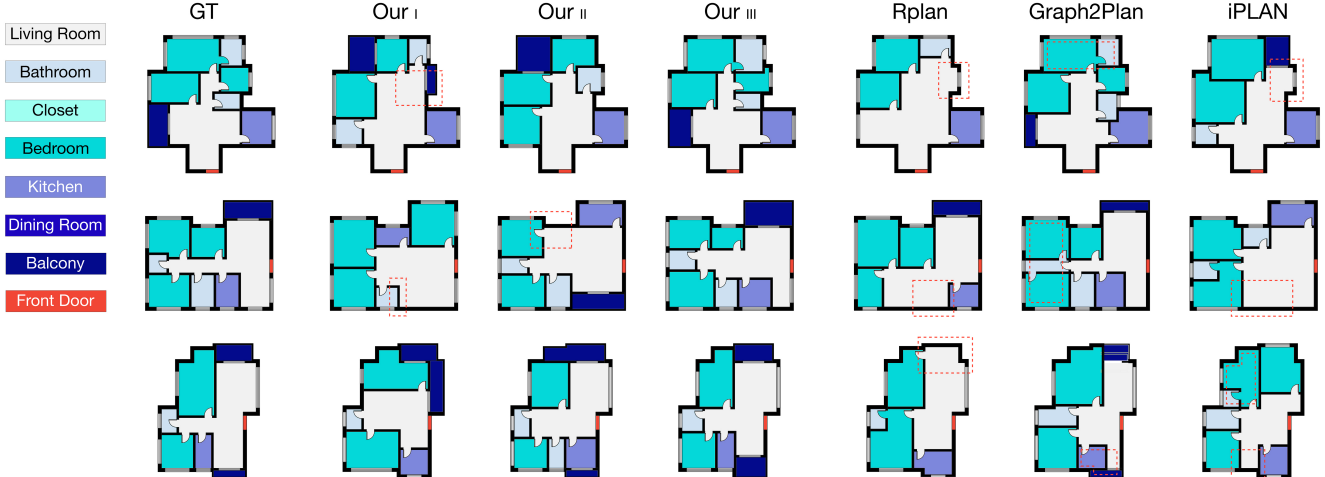 GT
Our I
Our II
Our III
Rplan
Graph2Plan
iPLAN
Living Room
Bathroom
Closet
Bedroom
Kitchen
Dining Room
Balcony
Front Door